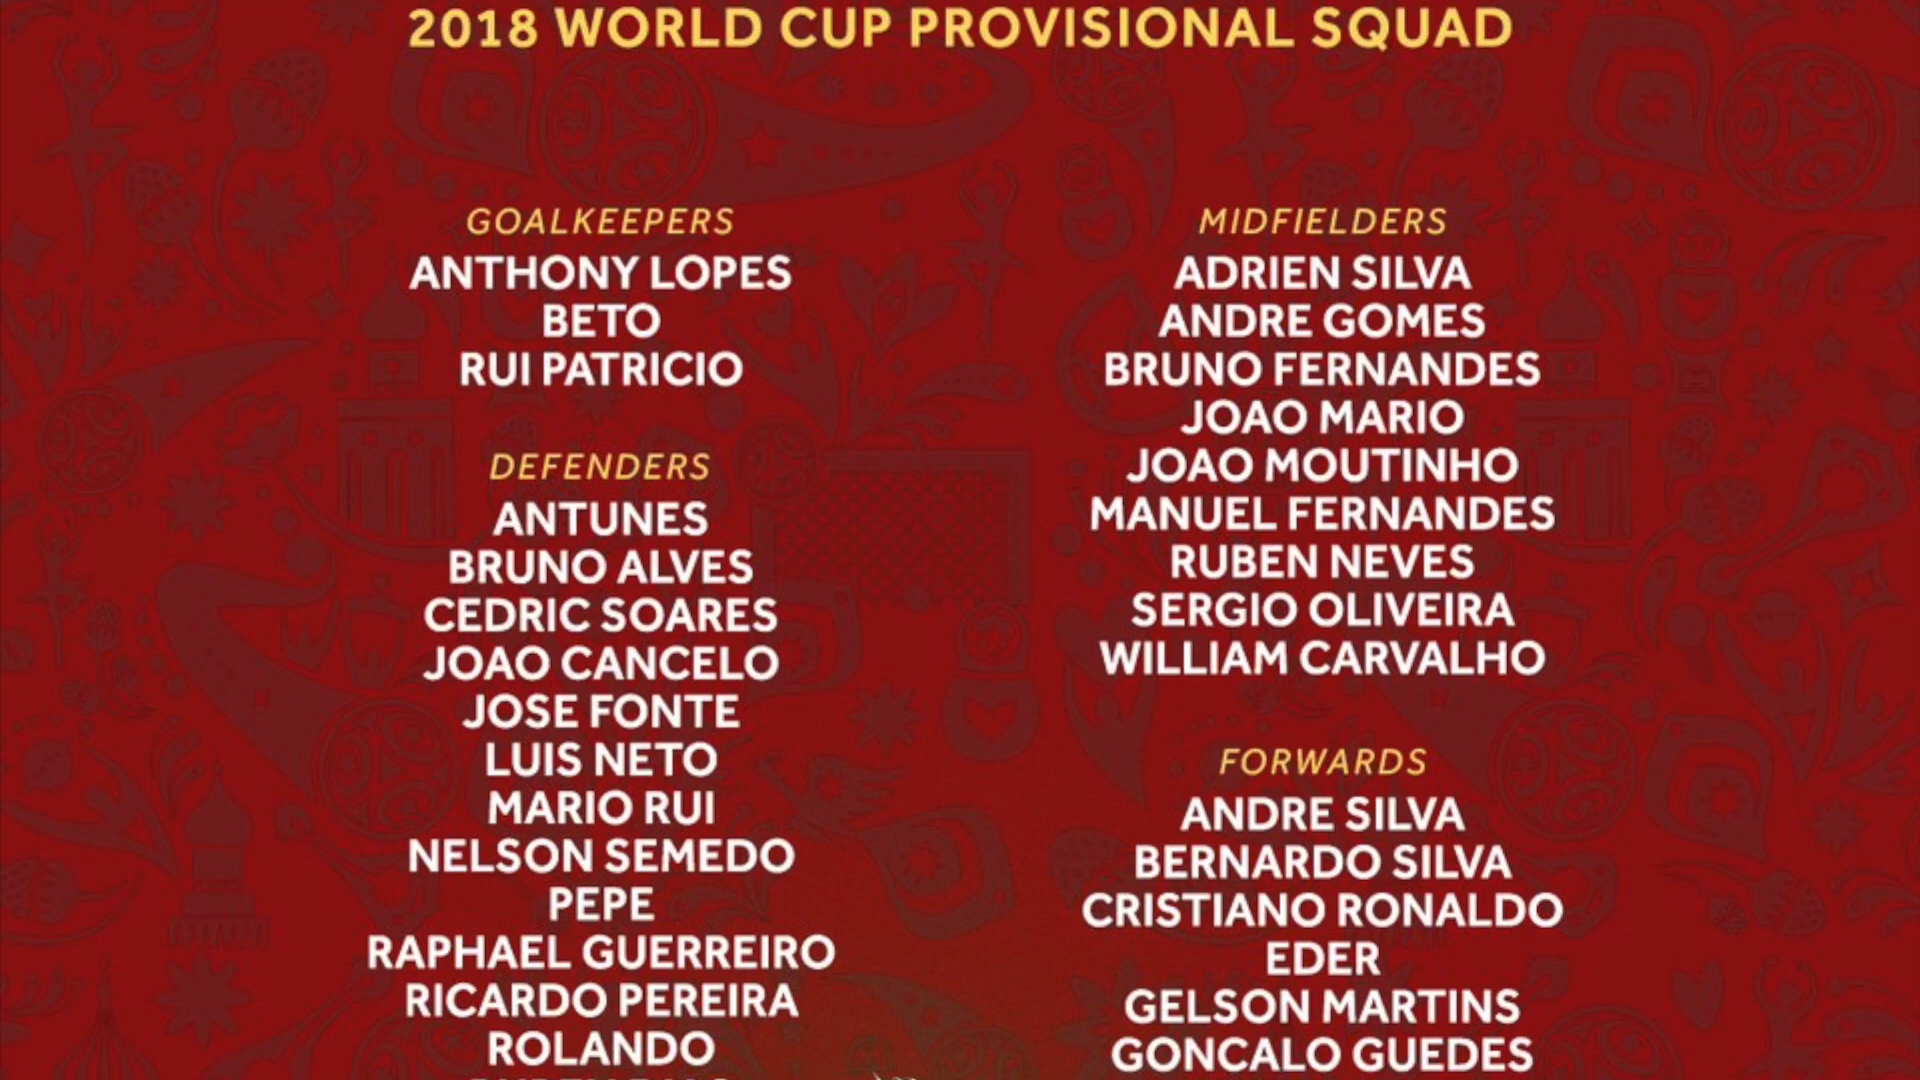 2018 WORLD CUP PROVISIONAL SQUAD
GOALKEEPERS
ANTHONY LOPES
BETO
RUI PATRICIO
DEFENDERS
ANTUNES
BRUNO ALVES
CEDRIC SOARES
JOAO CANCELO
JOSE FONTE
LUIS NETO
MARIO RUI
NELSON SEMEDO
PEPE
RAPHAEL GUERREIRO
RICARDO PEREIRA
ROLANDO
MIDFIELDERS
ADRIEN SILVA
ANDRE GOMES
BRUNO FERNANDES
JOAO MARIO
JOAO MOUTINHO
MANUEL FERNANDES
RUBEN NEVES
SERGIO OLIVEIRA
WILLIAM CARVALHO
FORWARDS
ANDRE SILVA
BERNARDO SILVA
CRISTIANO RONALDO
EDER
GELSON MARTINS
GONCALO GUEDES